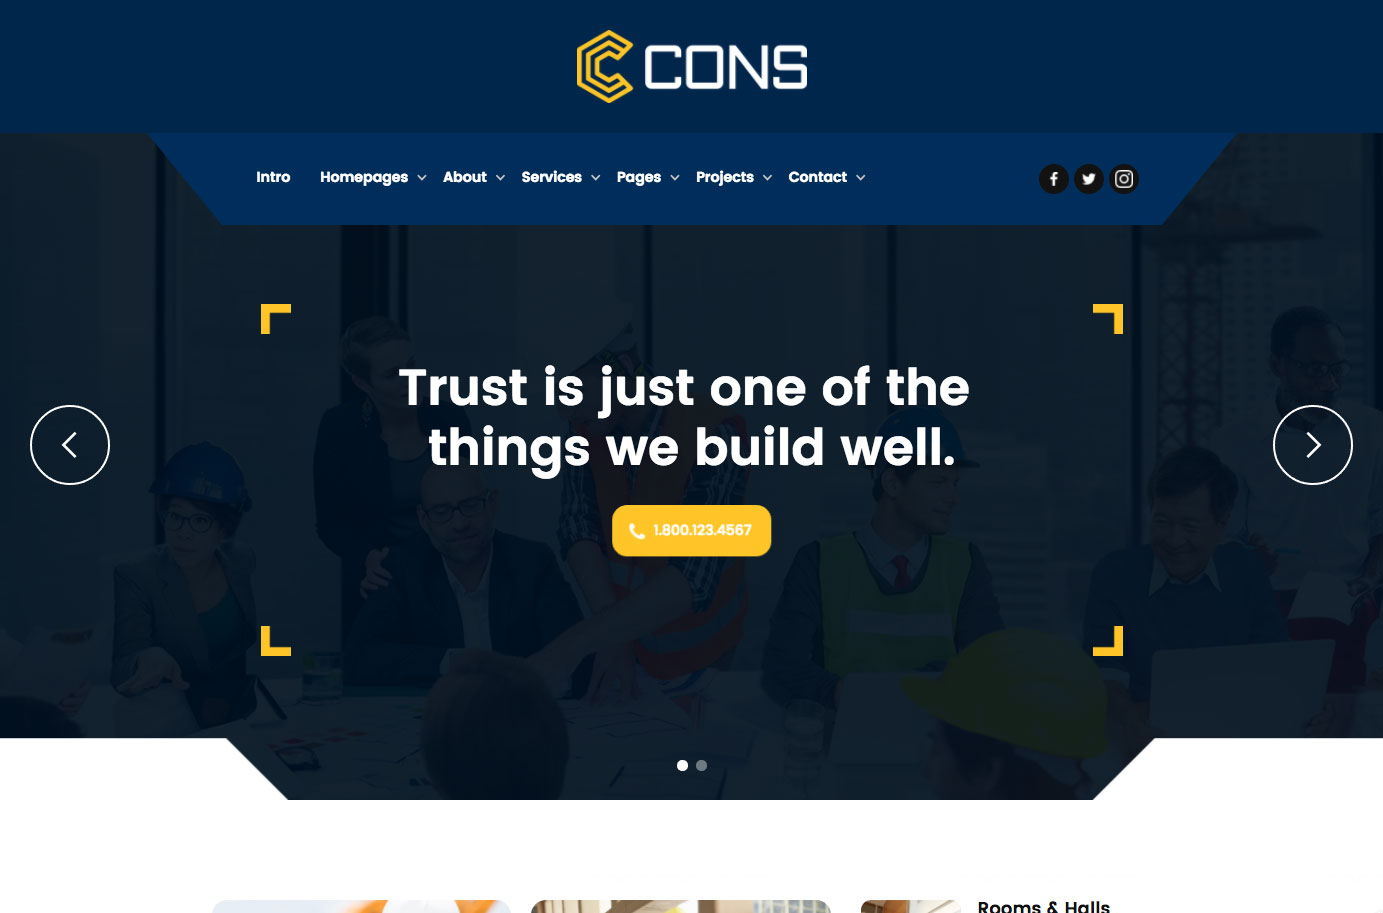 CONS
Intro Homepages About Services Pages Projects Contact
Trust is just one of the
things we build well.
1.800.123.4567
Rooms & Halls